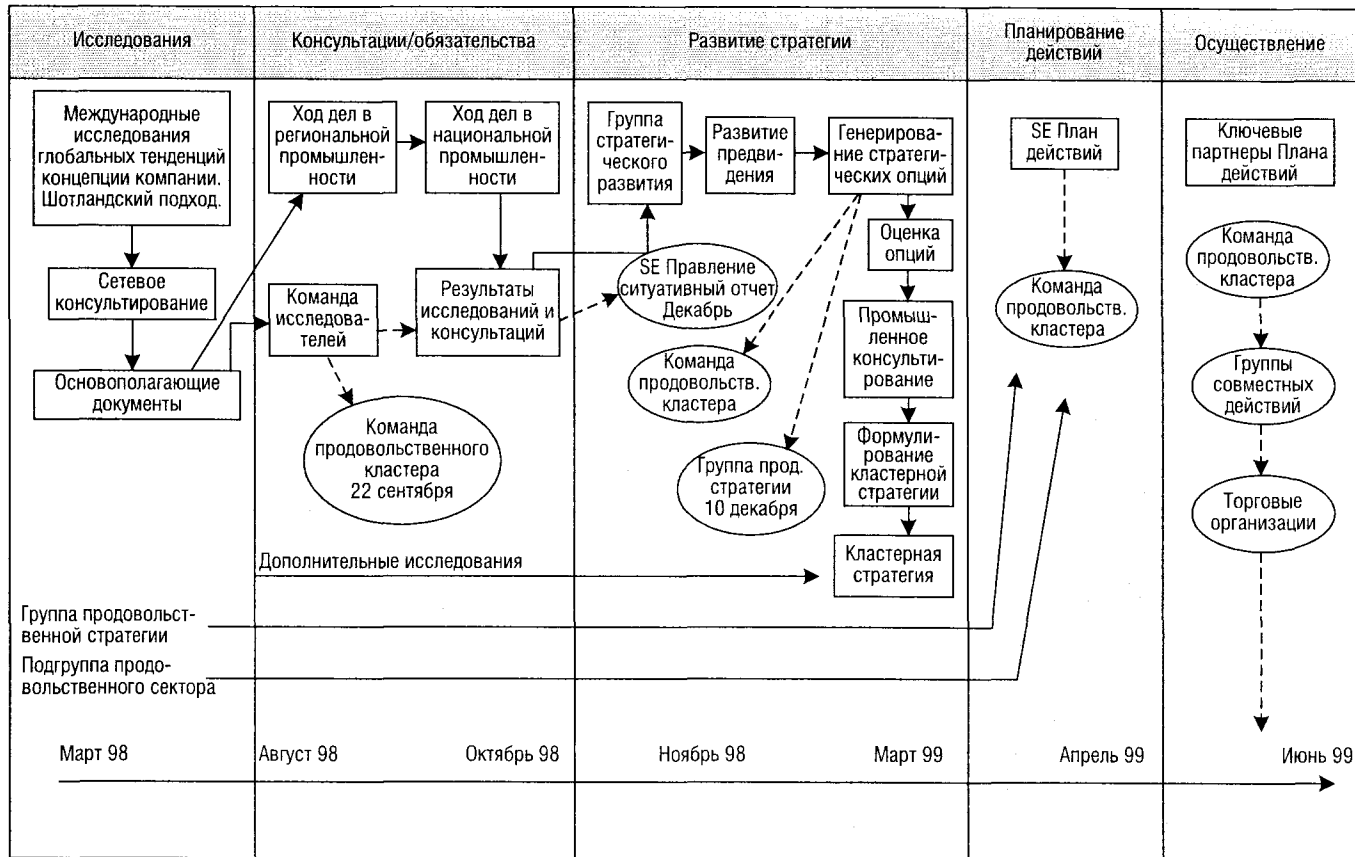 Исследования
Консультации/обязательства
Развитие стратегии
Планирование
действий
Осуществление
Международные
исследования
глобальных тенденций
концепции компании.
Шотландский подход.
Сетевое
консультирование
Основополагающие
документы
Ход дел в
региональной
промышлен-
ности
Ход дел в
национальной
промышлен-
ности
Команда
исследова-
телей
Результаты
исследований и
консультаций
Команда
продовольственного
кластера
22 сентября
Группа
стратеги-
ческого
развития
Развитие
предви-
дения
Генерирова-
ние стратеги-
ческих опций
SE Правление
ситуативный отчет
Декабрь
Оценка
опций
Команда
продовольств.
кластера
Промыш-
ленное
консульти-
рование
Группа прод.
стратегии
10 декабря
Формули-
рование
кластерной
стратегии
Кластерная
стратегия
SE План
действий
Команда
продовольств.
кластера
Ключевые
партнеры Плана
действий
Команда
продовольств.
кластера
Группы
совместных
действий
Торговые
организации
Дополнительные исследования
Группа продовольст-
венной стратегии
Подгруппа продо-
вольственного сектора
Март 98
Август 98
Октябрь 98
Ноябрь 98
Март 99
Апрель 99
Июнь 99